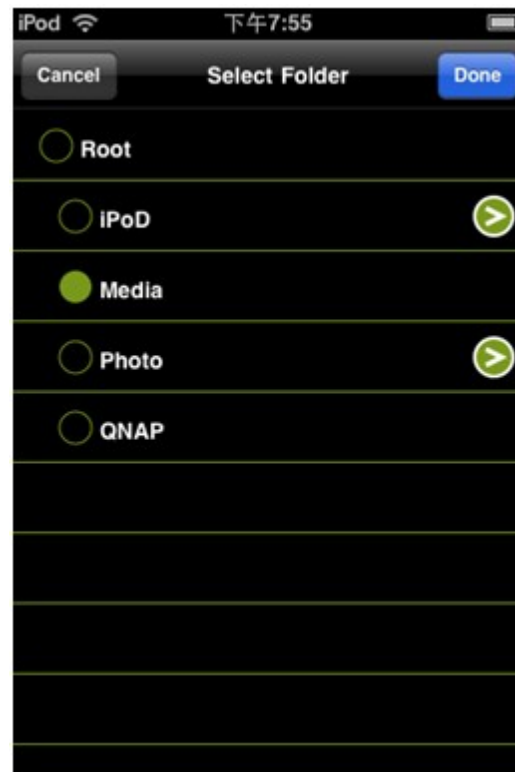 iPod 下午7:55
Cancel Select Folder Done
Root
iPoD
Media
Photo
QNAP